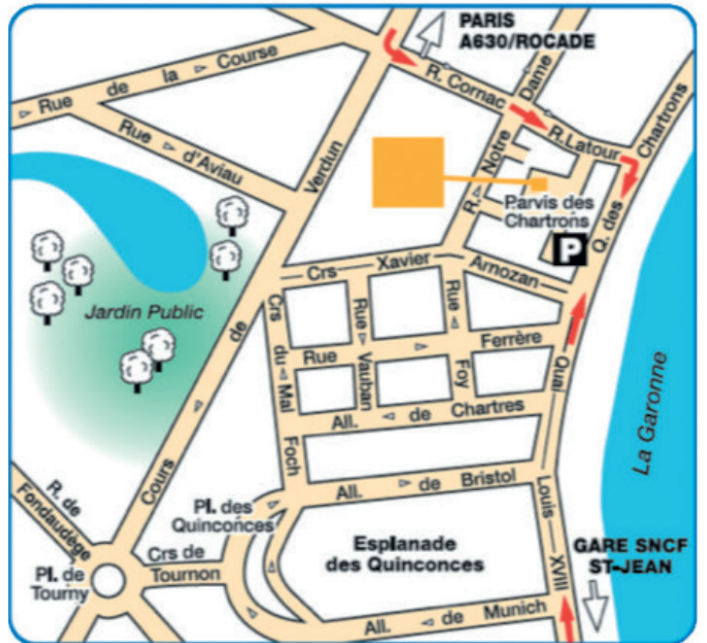 PARIS
A630/ROCADE
Rue de la Course
R. Cornac
R. Notre Dame
R. Latour
Q. des Chartrons
Rue d'Aviau
Parvis des
Chartrons
P
Cours de Verdun
Crs Xavier Arnozan
Jardin Public
Crs du Mal Foch
Rue Vauban
Rue Foy
Rue Ferrère
All. de Chartres
La Garonne
R. de
Fondaudège
Pl. des
Quinconces
All. de Bristol
Quai Louis XVIII
Esplanade
des Quinconces
GARE SNCF
ST-JEAN
Pl. de
Tourny
Crs de
Tournon
All. de Munich